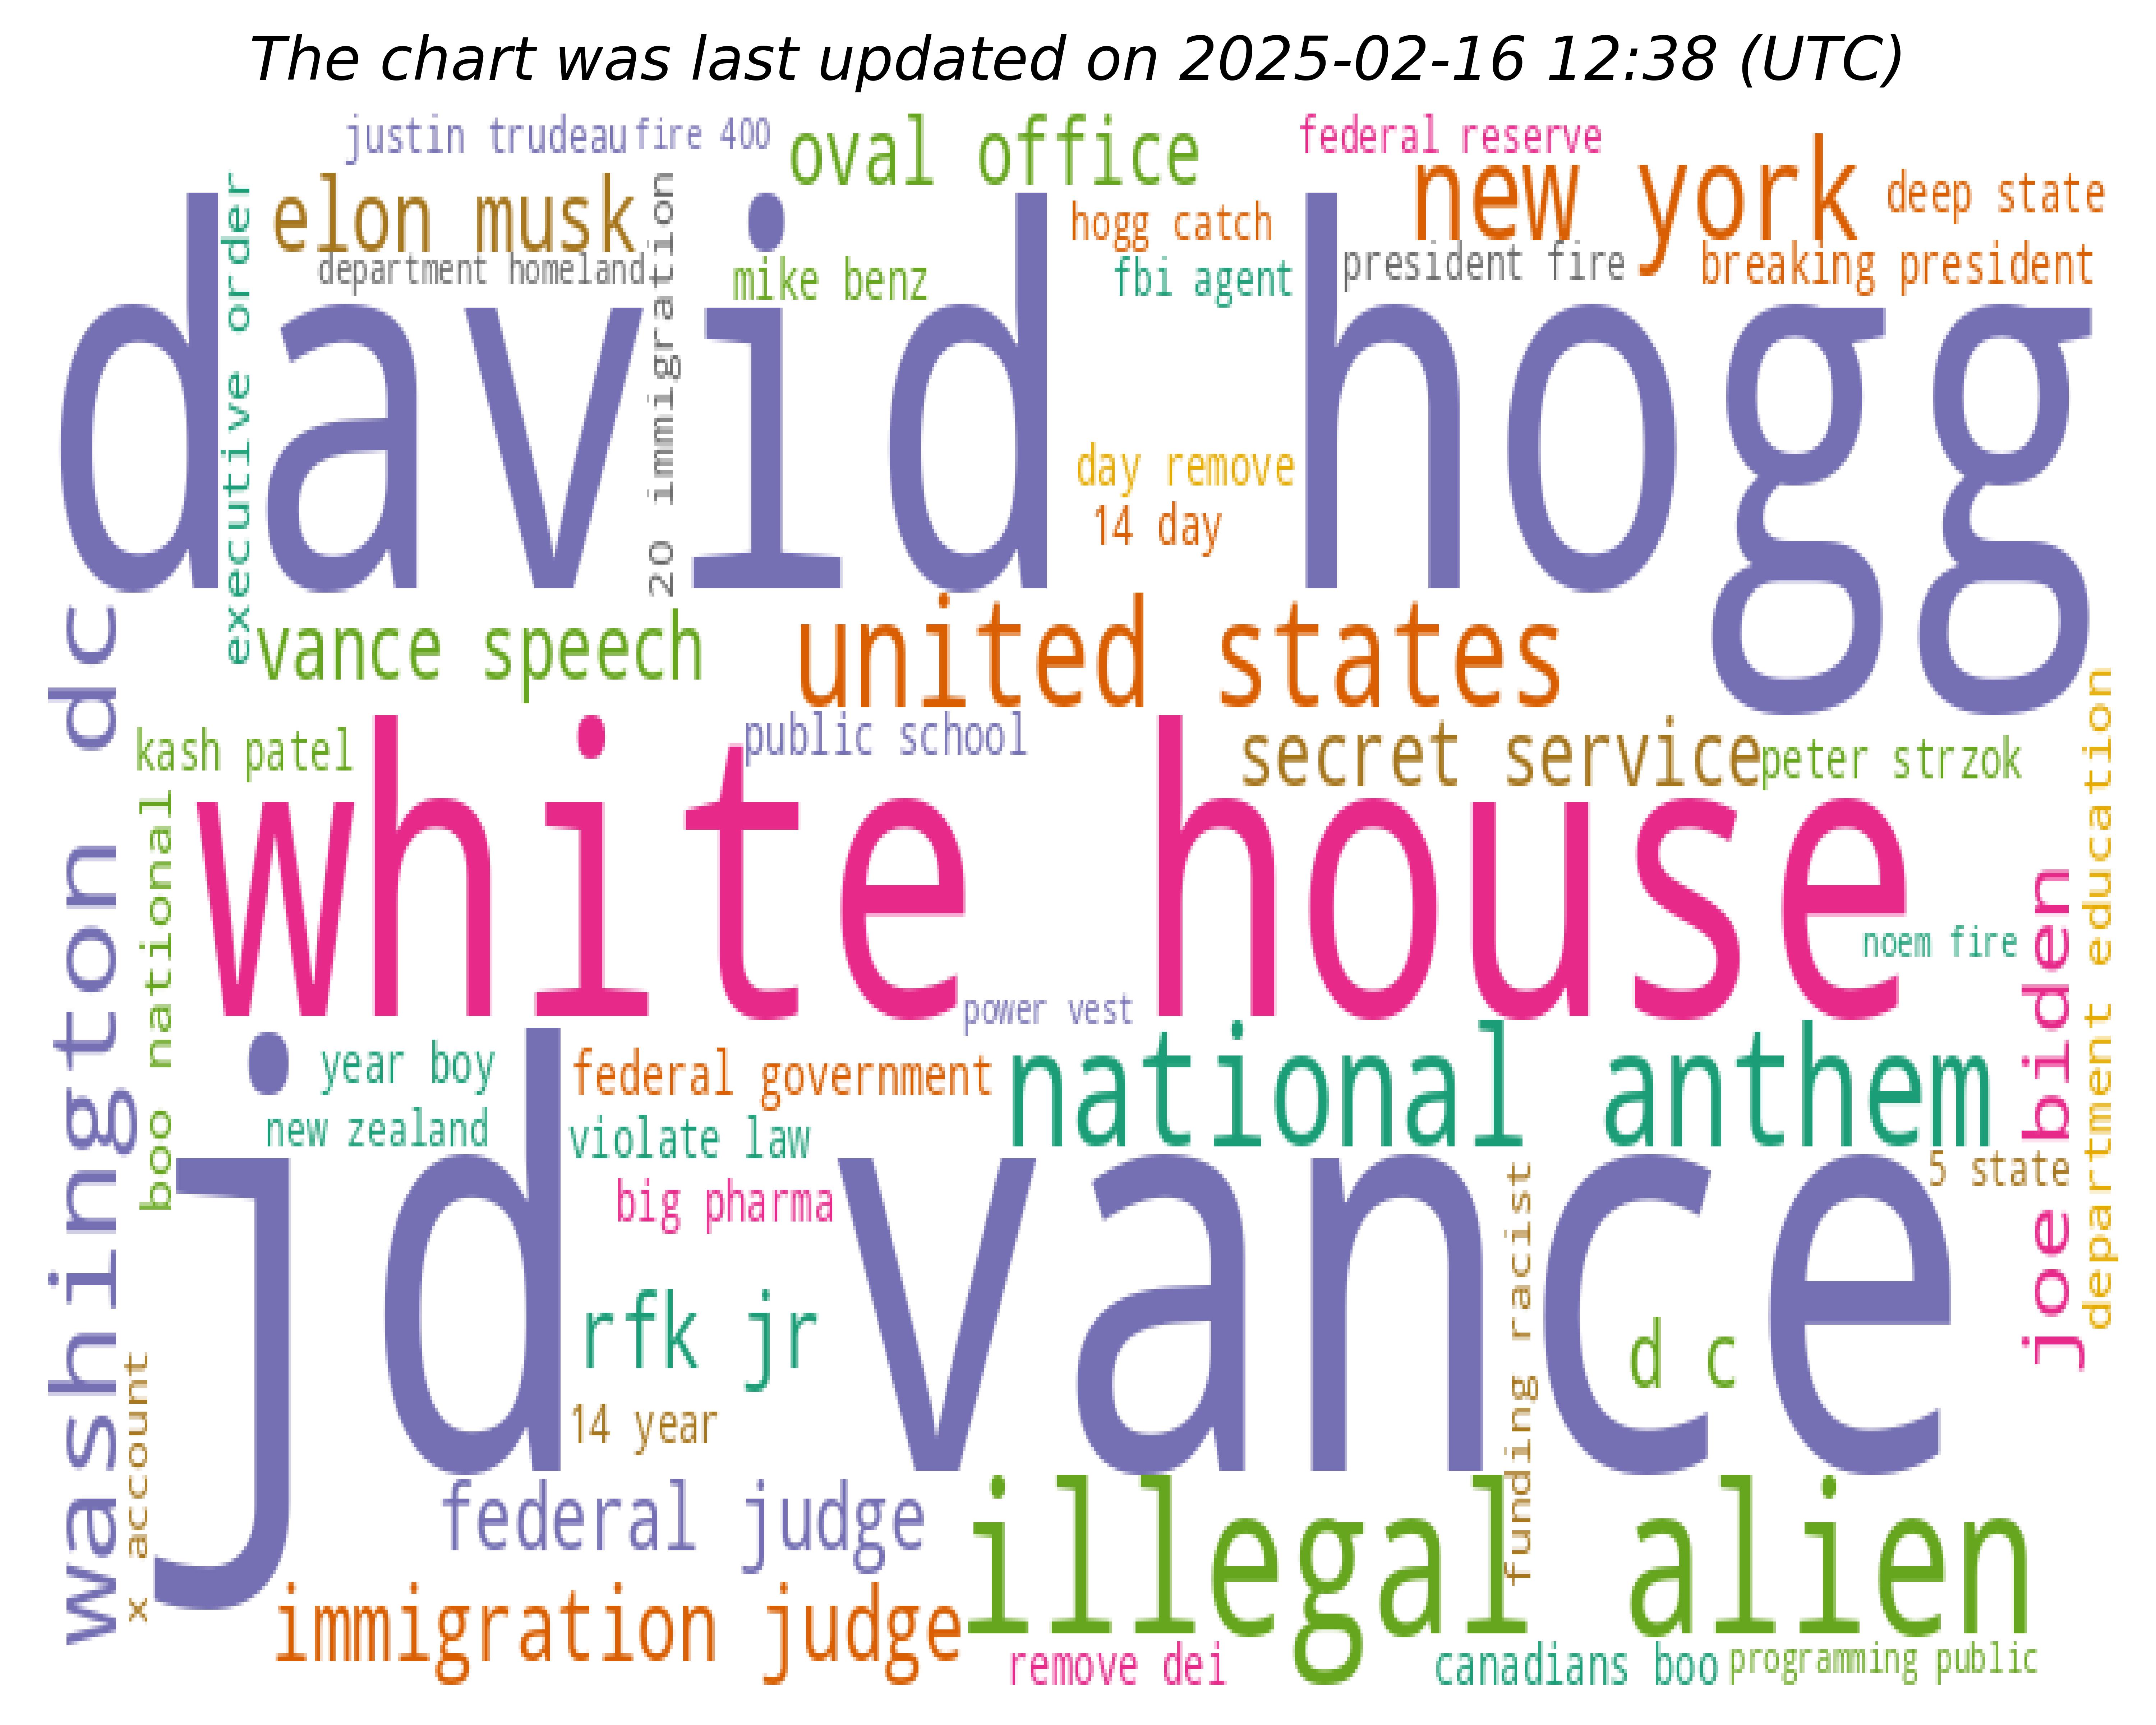 The chart was last updated on 2025-02-16 12:38 (UTC)
justin trudeau
fire 400
oval office
federal reserve
new york
deep state
elon musk
hogg catch
department homeland
mike benz
fbi agent
president fire
breaking president
executive order
20 immigration
david hogg
day remove
14 day
vance speech
united states
public school
secret service
peter strzok
kash patel
white house
washington dc
boo national
noem fire
joe biden
department education
power vest
year boy
federal government
national anthem
new zealand
violate law
big pharma
5 state
jd vance
rfk jr
funding racist
d c
14 year
x account
federal judge
illegal alien
immigration judge
remove dei
canadians boo
programming public